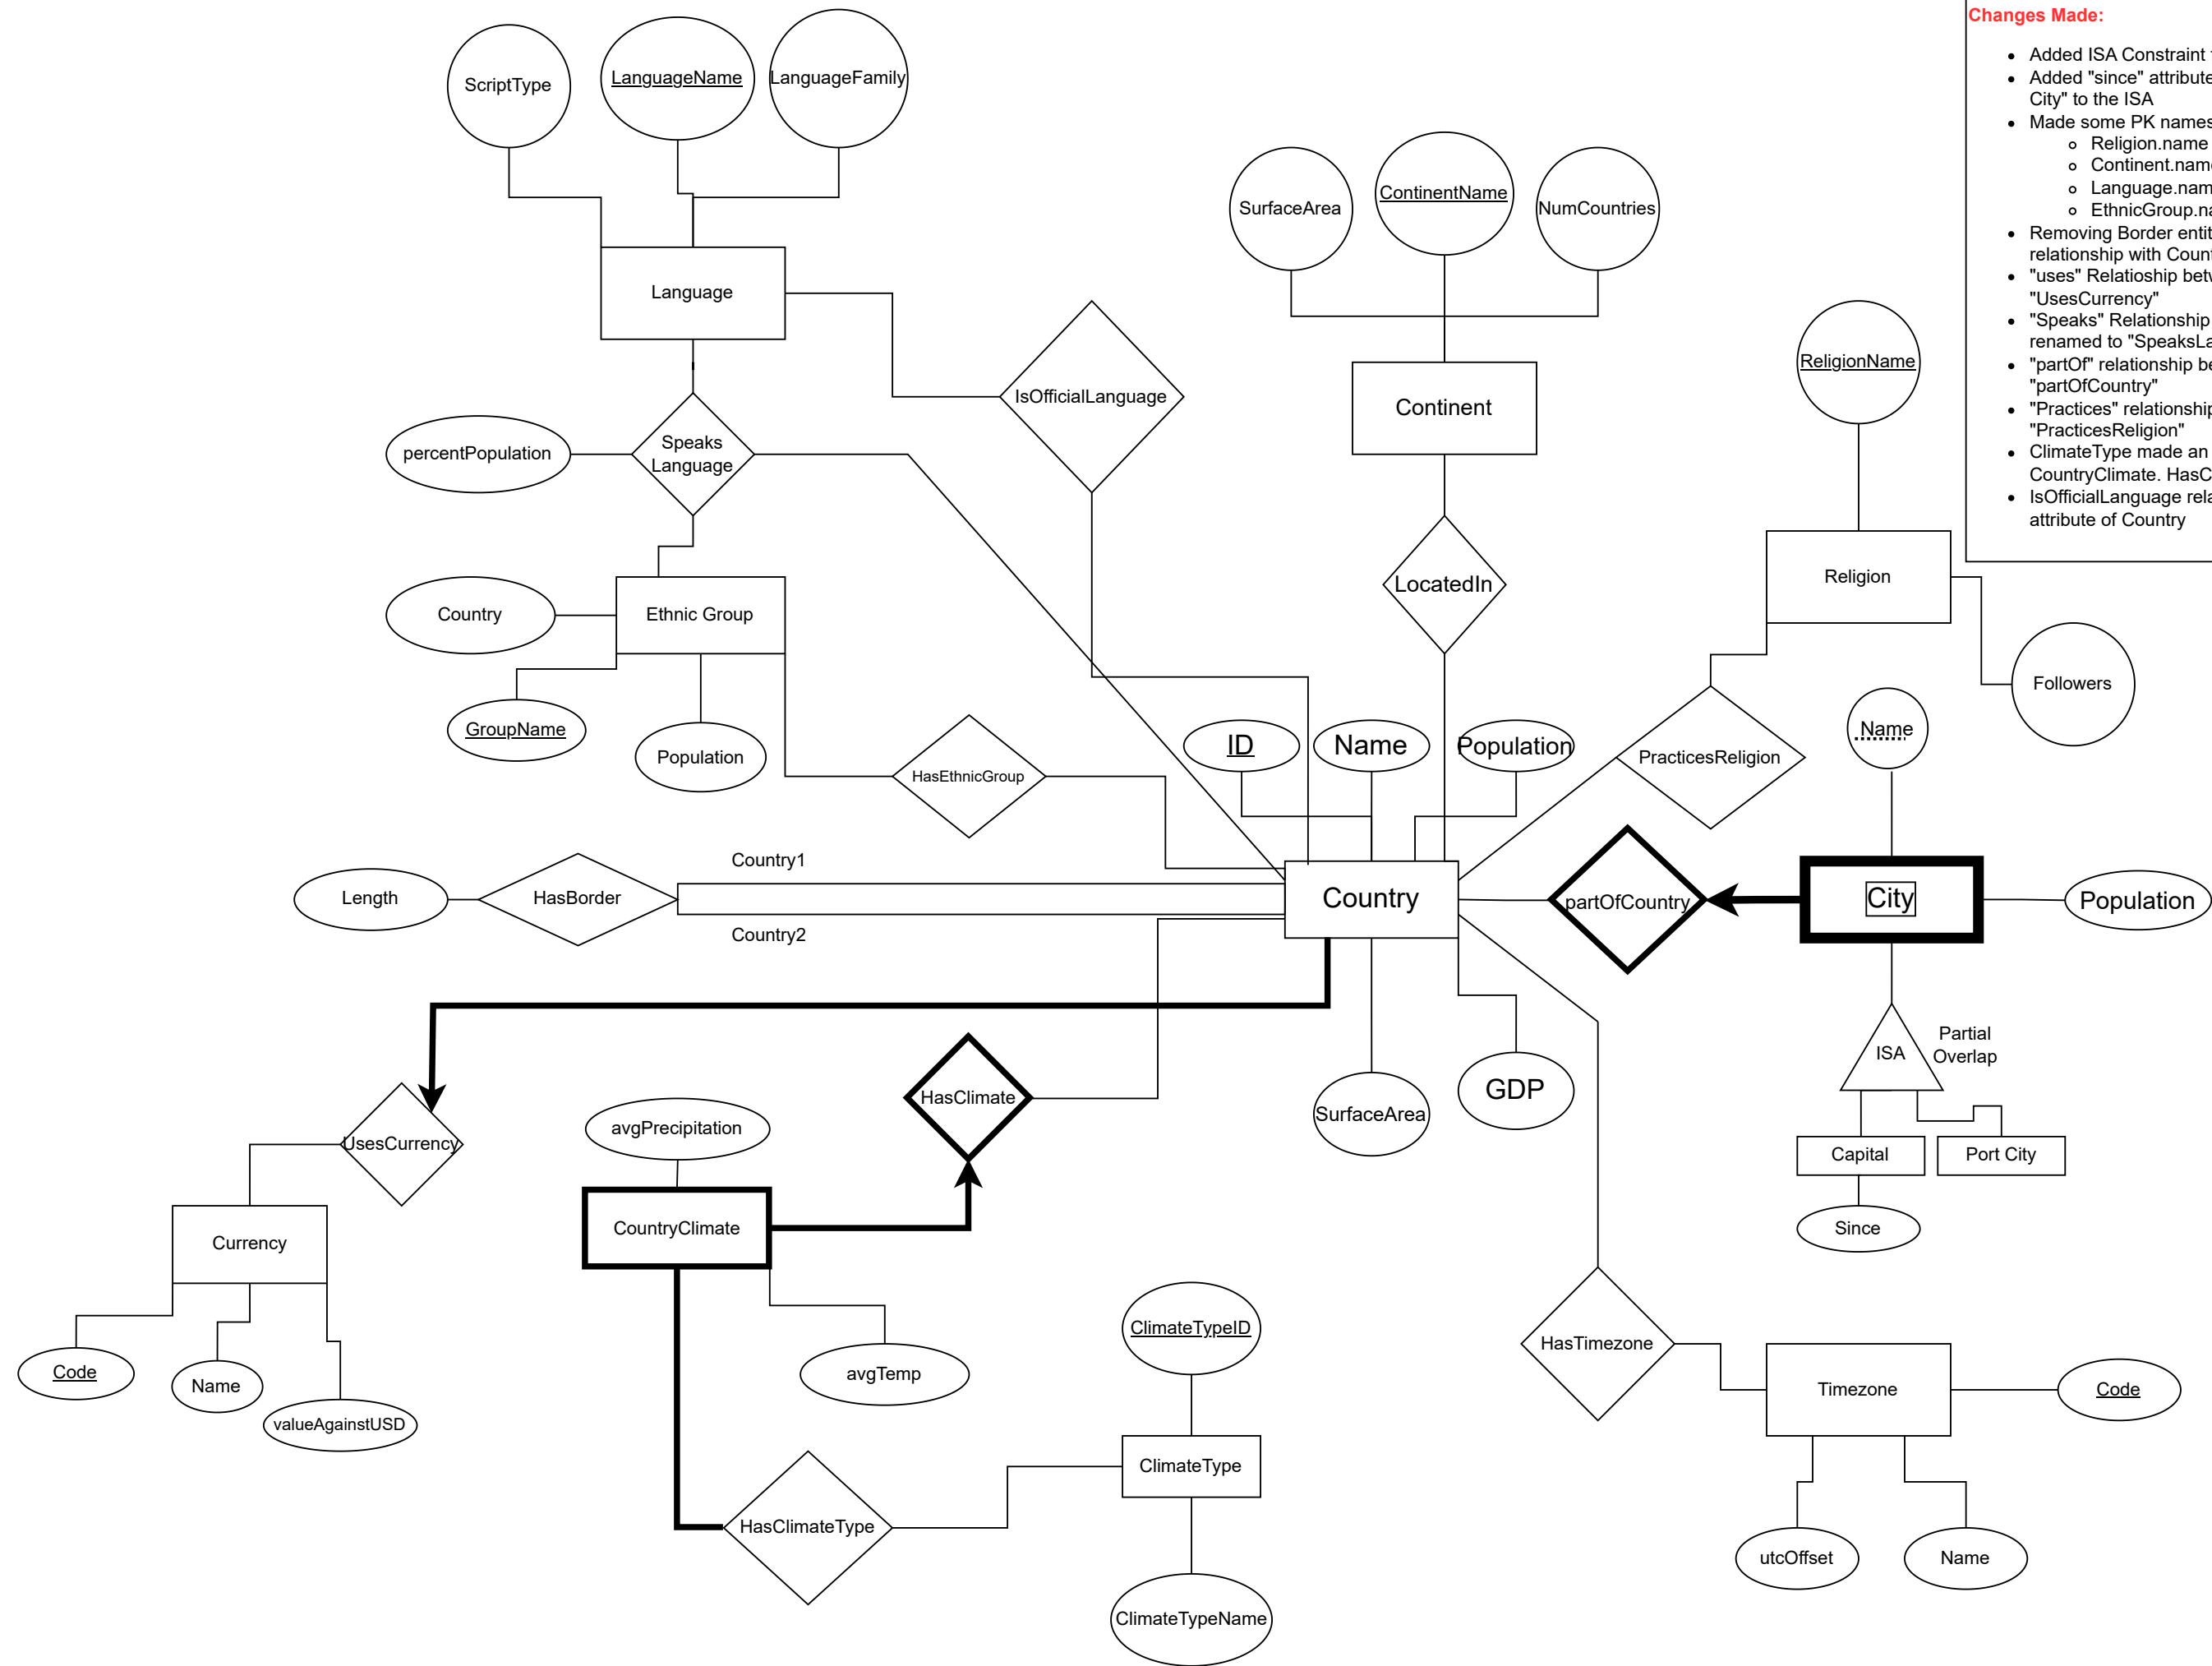 Changes Made:
Added ISA Constraint
Added "since" attribute
City" to the ISA
Made some PK names
Religion.name
Continent.name
Language.nam
EthnicGroup.na
Removing Border entit
relationship with Count
"uses" Relatioship betw
"UsesCurrency"
"Speaks" Relationship
renamed to "SpeaksLa
"partOf" relationship be
"partOfCountry"
"Practices" relationship
"PracticesReligion"
ClimateType made an
CountryClimate. HasC
IsOfficialLanguage rela
attribute of Country
ScriptType
LanguageName
LanguageFamily
Language
SurfaceArea
ContinentName
NumCountries
Continent
IsOfficialLanguage
ReligionName
percentPopulation
Speaks
Language
LocatedIn
Religion
Country
Ethnic Group
Followers
GroupName
Population
HasEthnicGroup
ID
Name
Population
PracticesReligion
Name
Country1
Length
HasBorder
Country2
Country
partOfCountry
City
Population
ISA
Partial
Overlap
HasClimate
SurfaceArea
GDP
avgPrecipitation
UsesCurrency
Capital
Port City
Since
CountryClimate
Currency
ClimateTypeID
HasTimezone
Timezone
Code
Code
Name
valueAgainstUSD
avgTemp
ClimateType
HasClimateType
utcOffset
Name
ClimateTypeName